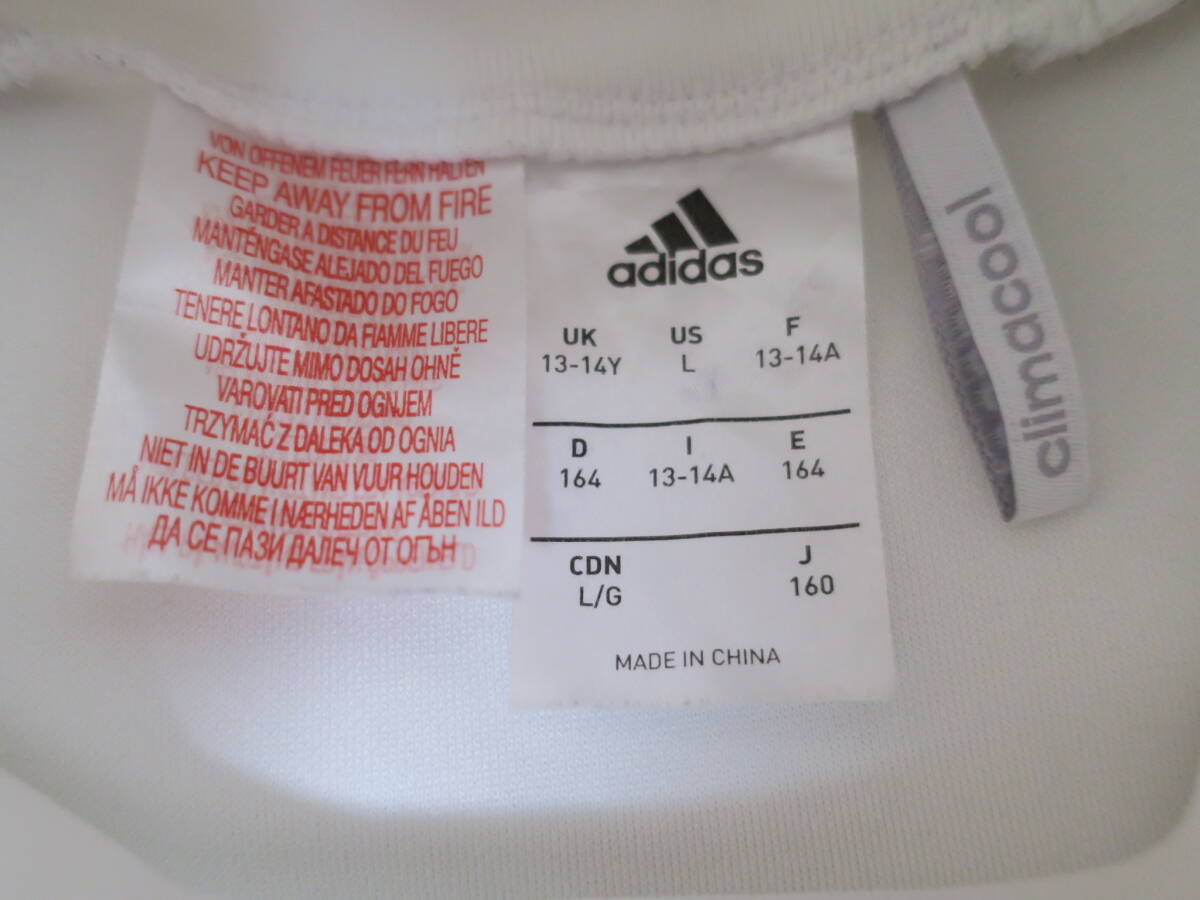 VON OFFENEM FEUER FERN HALTEN
KEEP AWAY FROM FIRE
GARDER A DISTANCE DU FEU
MANTÉNGASE ALEJADO DEL FUEGO
MANTER AFASTADO DO FOGO
TENERE LONTANO DA FIAMME LIBERE
UDRŽUJTE MIMO DOSAH OHNĚ
VAROVATI PRED OGNJEM
TRZYMAĆ Z DALEKA OD OGNIA
NIET IN DE BUURT VAN VUUR HOUDEN
MÅ IKKE KOMME I NÆRHEDEN AF ÅBEN ILD
ДА СЕ ПАЗИ ДАЛЕЧ ОТ ОГЪН
adidas
UK US F
13-14Y L 13-14A
D I E
164 13-14A 164
CDN J
L/G 160
MADE IN CHINA
climacool